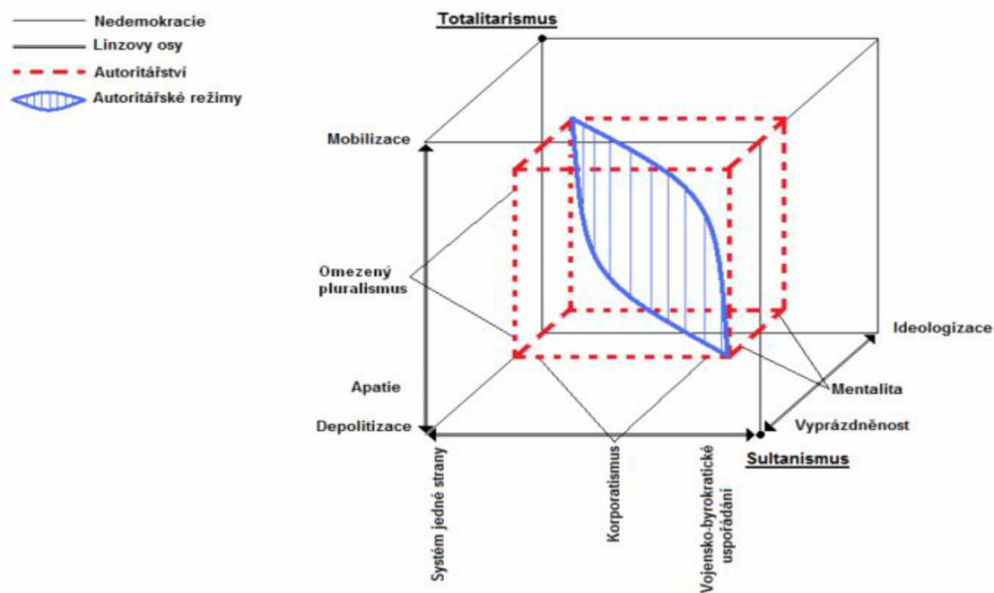 Nedemokracie
Linzovy osy
Autoritářství
Autoritářské režimy
Totalitarismus
Mobilizace
Omezený
pluralismus
Ideologizace
Apatie
Mentalita
Depolitizace
Vyprázdněnost
Sultanismus
Systém jedné strany
Korporatismus
Vojensko-byrokratické
uspořádání